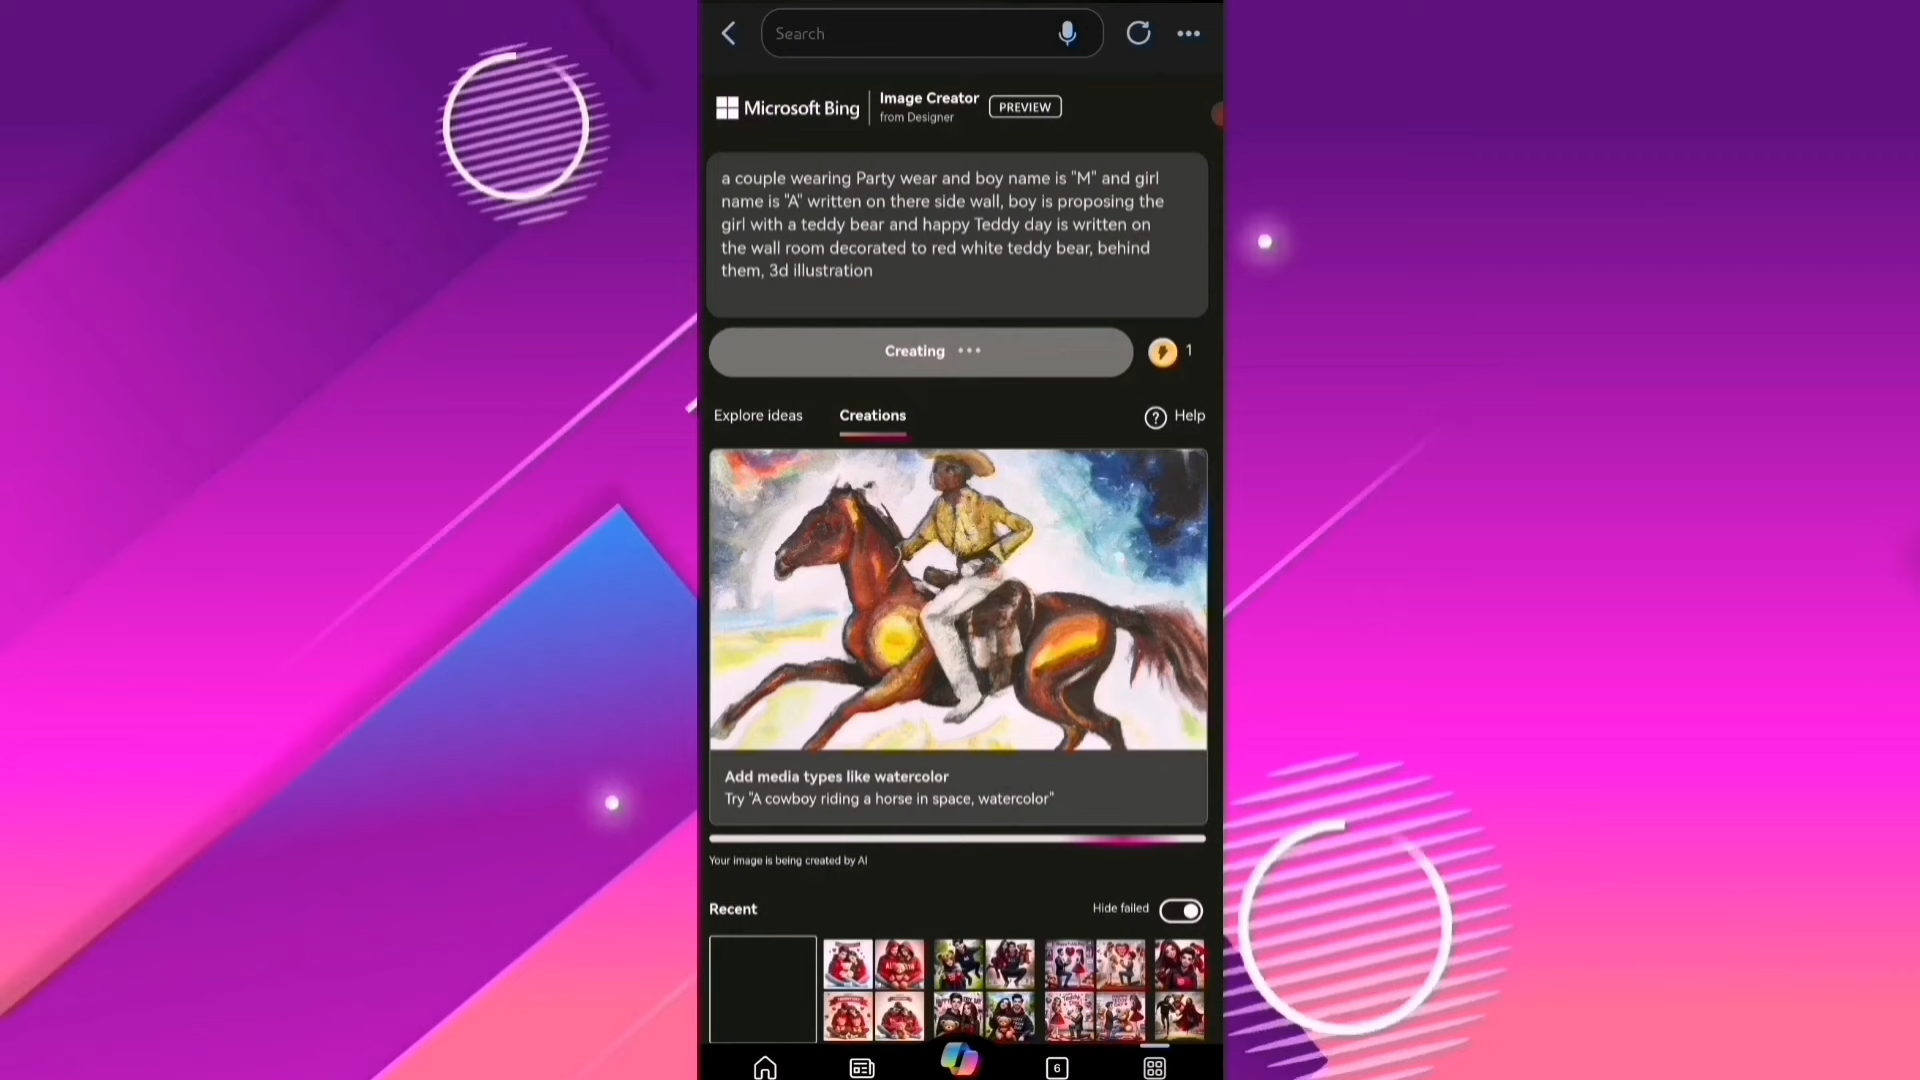 Search
Microsoft Bing
Image Creator
from Designer
PREVIEW
a couple wearing Party wear and boy name is "M" and girl
name is "A" written on there side wall, boy is proposing the
girl with a teddy bear and happy Teddy day is written on
the wall room decorated to red white teddy bear, behind
them, 3d illustration
Creating
1
Explore ideas
Creations
Help
Add media types like watercolor
Try "A cowboy riding a horse in space, watercolor"
Your image is being created by AI
Recent
Hide failed
6